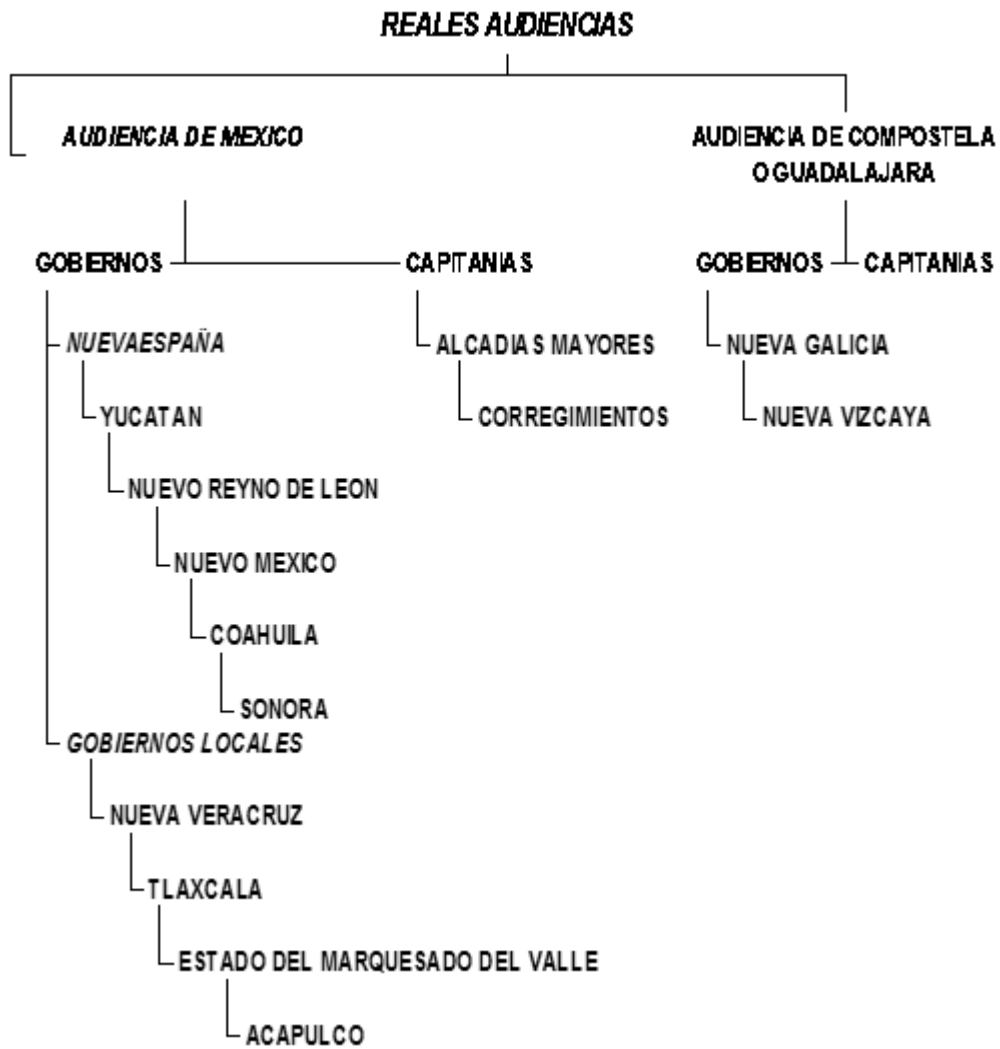 REALES AUDIENCIAS
AUDIENCIA DE MEXICO
AUDIENCIA DE COMPOSTELA
O GUADALAJARA
GOBIERNOS
CAPITANIAS
GOBIERNOS
CAPITANIAS
NUEVAESPAÑA
ALCADIAS MAYORES
NUEVA GALICIA
YUCATAN
CORREGIMIENTOS
NUEVA VIZCAYA
NUEVO REYNO DE LEON
NUEVO MEXICO
COAHUILA
SONORA
GOBIERNOS LOCALES
NUEVA VERACRUZ
TLAXCALA
ESTADO DEL MARQUESADO DEL VALLE
ACAPULCO